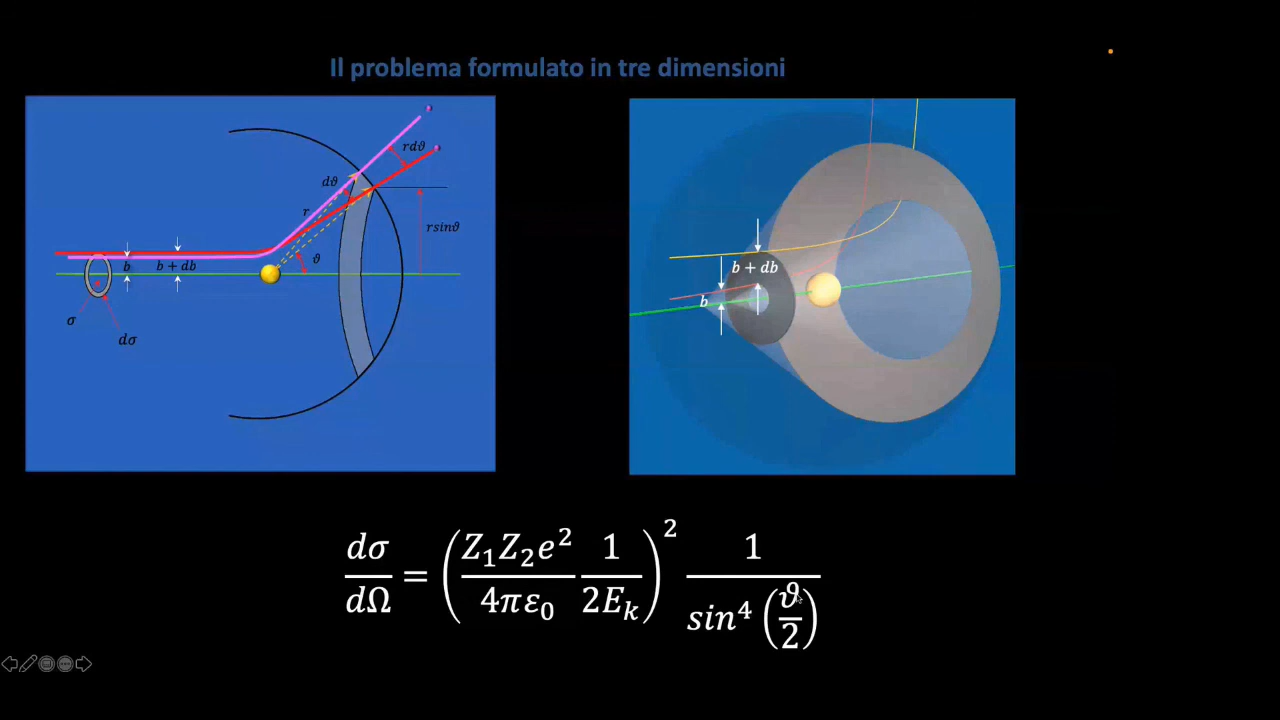 Il problema formulato in tre dimensioni
rdϑ
dϑ
r
rsinϑ
ϑ
b
b + db
σ
dσ
b + db
b
dσ/dΩ = (Z₁Z₂e²/4πε₀ 1/2Eₖ)² 1/sin⁴(ϑ/2)